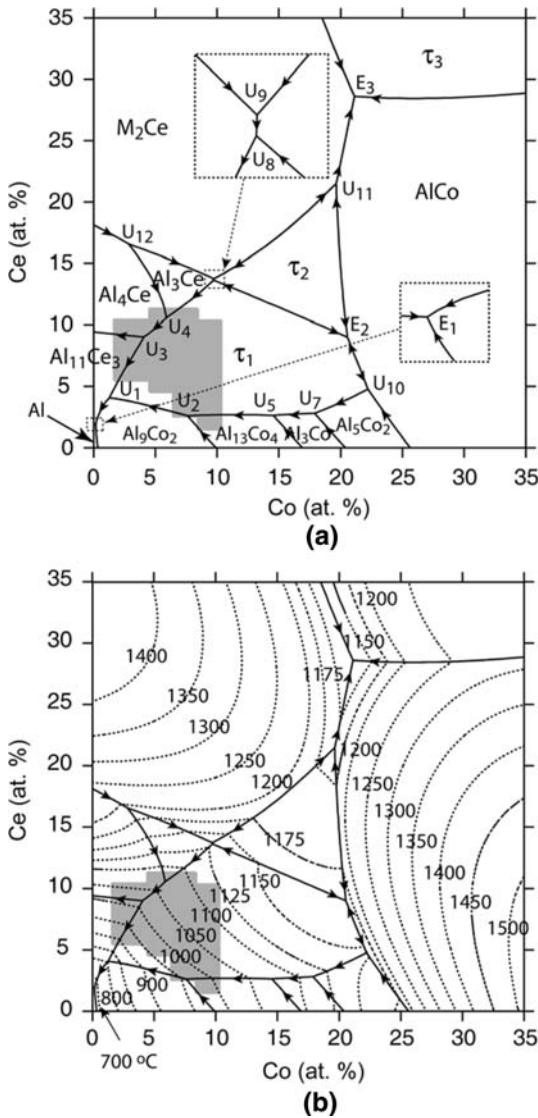 35
30
25
20
15
10
5
0
Ce (at. %)
0 5 10 15 20 25 30 35
Co (at. %)
M₂Ce
U₉
U₈
E₃
τ₃
AlCo
U₁₁
U₁₂
Al₃Ce
τ₂
Al₄Ce
U₄
U₃
Al₁₁Ce₃
τ₁
E₂
E₁
U₁
U₂
U₅
U₇
U₁₀
Al
Al₉Co₂
Al₁₃Co₄
Al₃Co
Al₅Co₂
(a)
35
30
25
20
15
10
5
0
Ce (at. %)
0 5 10 15 20 25 30 35
Co (at. %)
1400
1350
1300
1250
1200
1175
1150
1200
1200
1250
1300
1350
1400
1450
1500
1175
1150
1125
1100
1050
1000
900
800
700 ºC
(b)